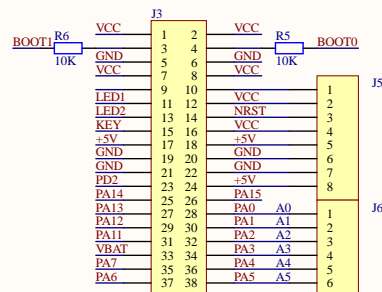 J3
VCC 1 2 VCC
BOOT1 R6 10K 3 4 R5 10K BOOT0
GND 5 6 GND
VCC 7 8 VCC
J5
9 10 1
LED1 11 12 VCC 2
LED2 13 14 NRST 3
KEY 15 16 VCC 4
+5V 17 18 +5V 5
GND 19 20 GND 6
GND 21 22 GND 7
PD2 23 24 +5V 8
PA14 25 26 PA15
J6
PA13 27 28 PA0 A0 1
PA12 29 30 PA1 A1 2
PA11 31 32 PA2 A2 3
VBAT 33 34 PA3 A3 4
PA7 35 36 PA4 A4 5
PA6 37 38 PA5 A5 6